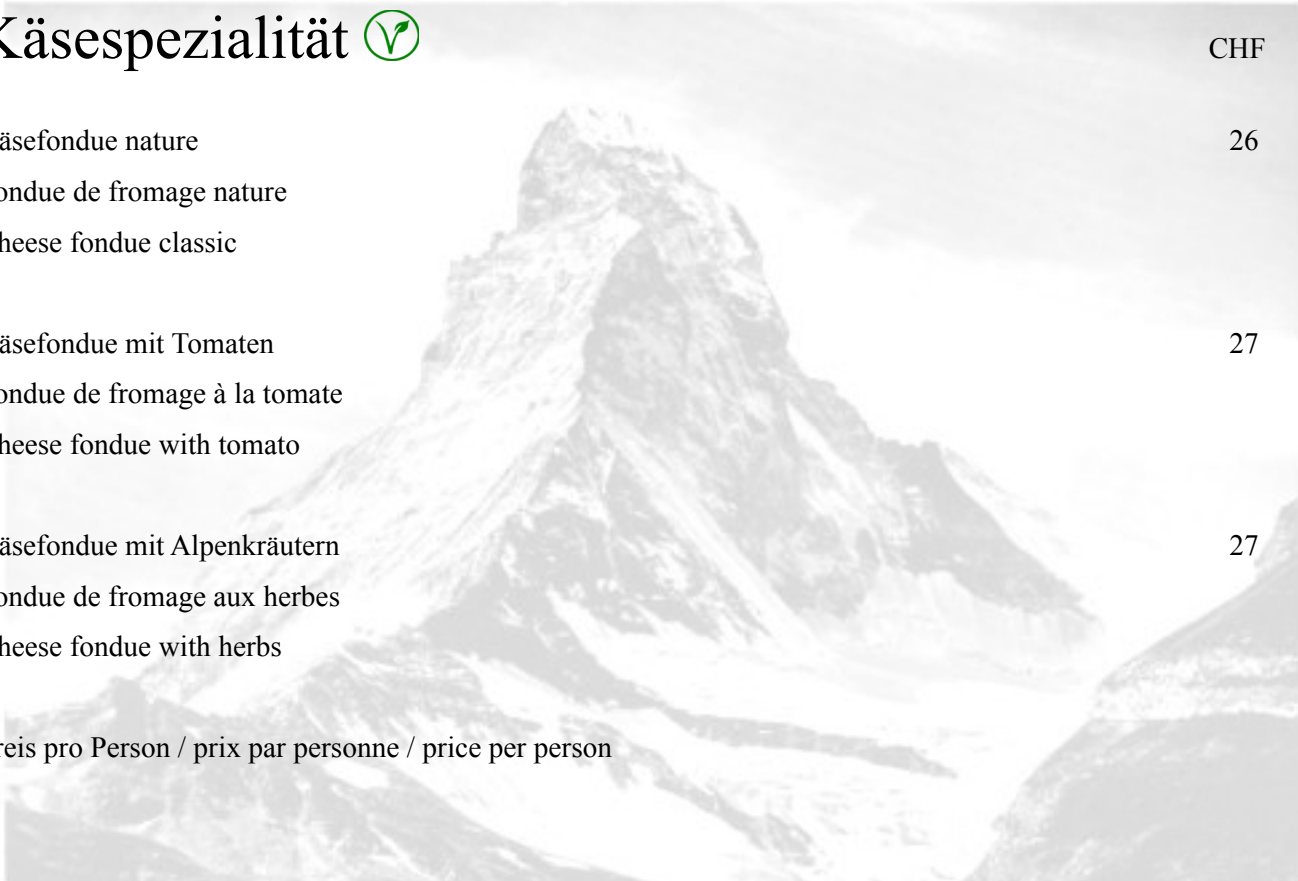 Käsespezialität
CHF
äsefondue nature 26
ondue de fromage nature
heese fondue classic
äsefondue mit Tomaten 27
ondue de fromage à la tomate
heese fondue with tomato
äsefondue mit Alpenkräutern 27
ondue de fromage aux herbes
heese fondue with herbs
reis pro Person / prix par personne / price per person